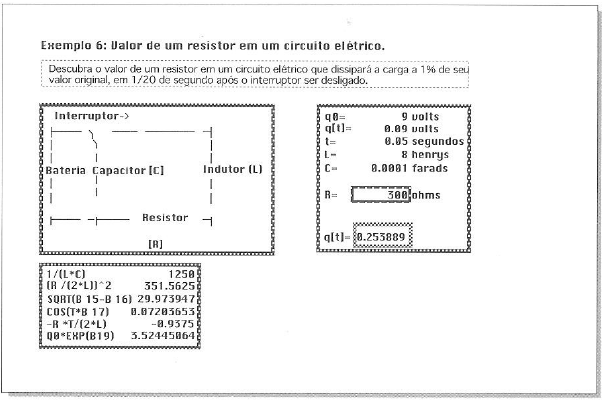 Exemplo 6: Valor de um resistor em um circuito elétrico.
Descubra o valor de um resistor em um circuito elétrico que dissipará a carga a 1% de seu
valor original, em 1/20 de segundo após o interruptor ser desligado.
Interruptor->
Bateria Capacitor [C] Indutor (L)
Resistor
[R]
q0= 9 volts
q[t]= 0.09 volts
t= 0.05 segundos
L= 8 henrys
C= 0.0001 farads
R= 300 ohms
q[t]= 0.253889
1/(L*C) 1250
(R /(2*L))^2 351.5625
SQRT(B 15-B 16) 29.973947
COS(T*B 17) 0.07203653
-R *T/(2*L) -0.9375
Q0*EXP(B19) 3.52445064